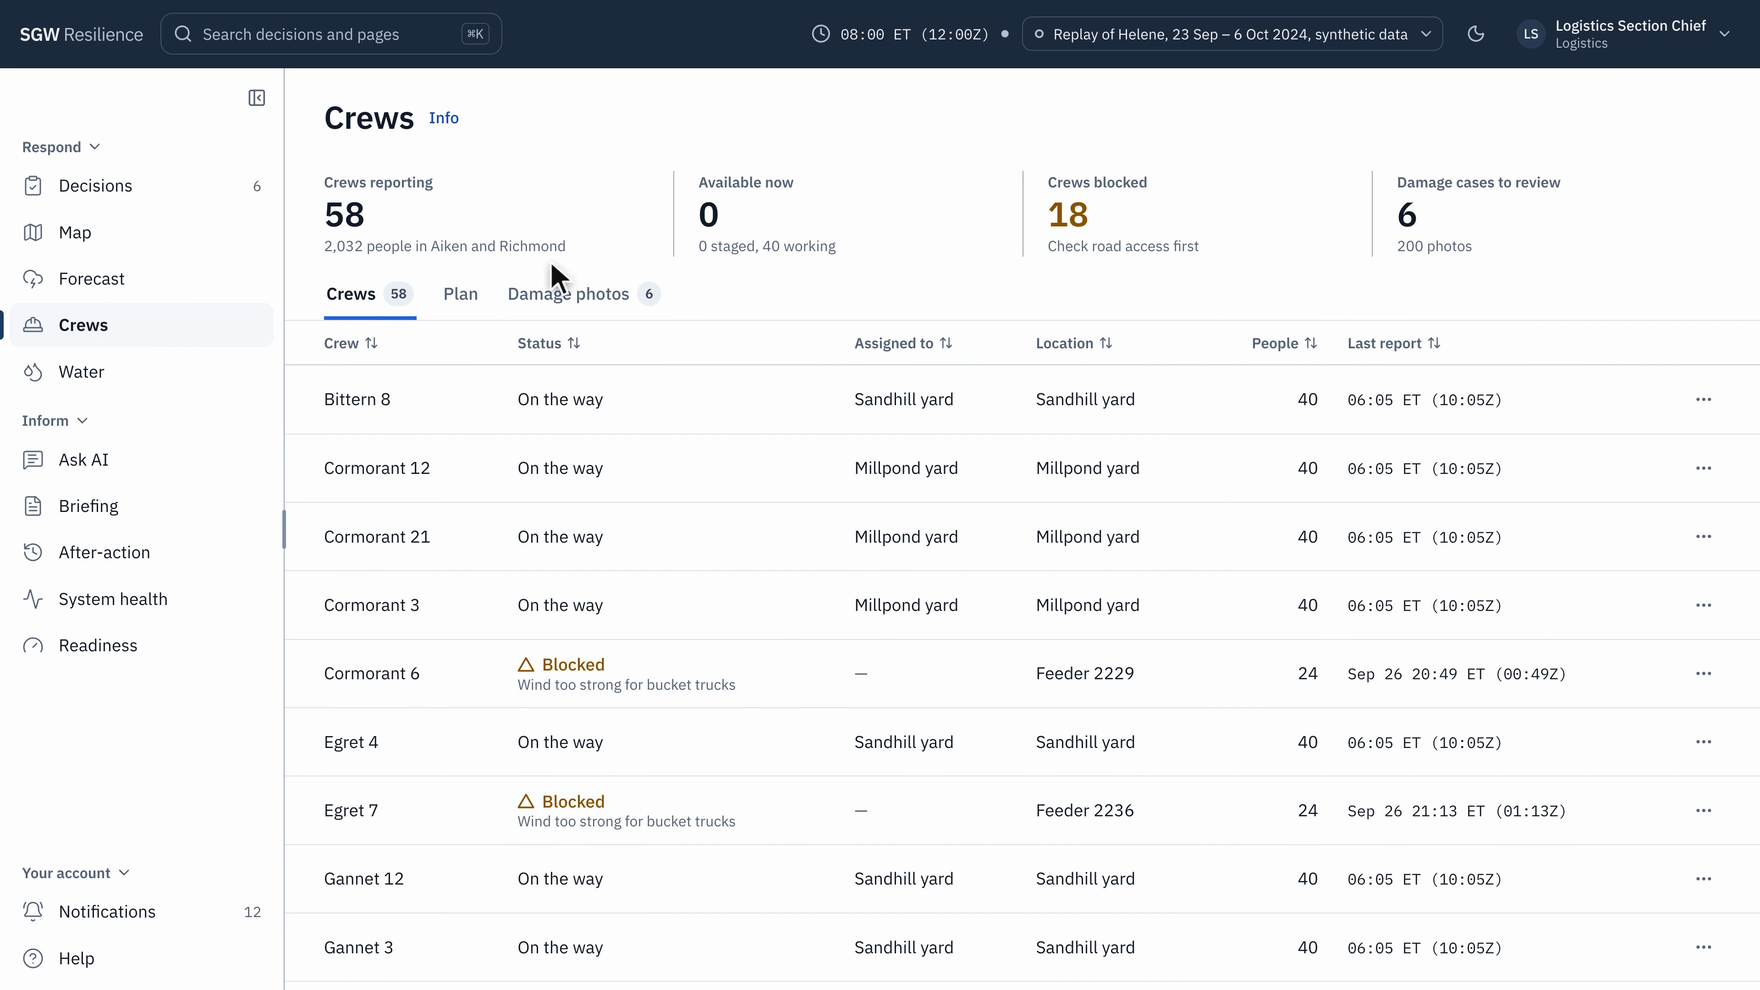 SGW Resilience
Search decisions and pages
⌘K
08:00 ET (12:00Z)
Replay of Helene, 23 Sep – 6 Oct 2024, synthetic data
LS
Logistics Section Chief
Logistics
Respond
Decisions 6
Map
Forecast
Crews
Water
Inform
Ask AI
Briefing
After-action
System health
Readiness
Your account
Notifications 12
Help
Crews Info
Crews reporting
58
2,032 people in Aiken and Richmond
Available now
0
0 staged, 40 working
Crews blocked
18
Check road access first
Damage cases to review
6
200 photos
Crews 58 Plan Damage photos 6
Crew Status Assigned to Location People Last report
Bittern 8 On the way Sandhill yard Sandhill yard 40 06:05 ET (10:05Z)
Cormorant 12 On the way Millpond yard Millpond yard 40 06:05 ET (10:05Z)
Cormorant 21 On the way Millpond yard Millpond yard 40 06:05 ET (10:05Z)
Cormorant 3 On the way Millpond yard Millpond yard 40 06:05 ET (10:05Z)
Cormorant 6 Blocked — Feeder 2229 24 Sep 26 20:49 ET (00:49Z)
Wind too strong for bucket trucks
Egret 4 On the way Sandhill yard Sandhill yard 40 06:05 ET (10:05Z)
Egret 7 Blocked — Feeder 2236 24 Sep 26 21:13 ET (01:13Z)
Wind too strong for bucket trucks
Gannet 12 On the way Sandhill yard Sandhill yard 40 06:05 ET (10:05Z)
Gannet 3 On the way Sandhill yard Sandhill yard 40 06:05 ET (10:05Z)